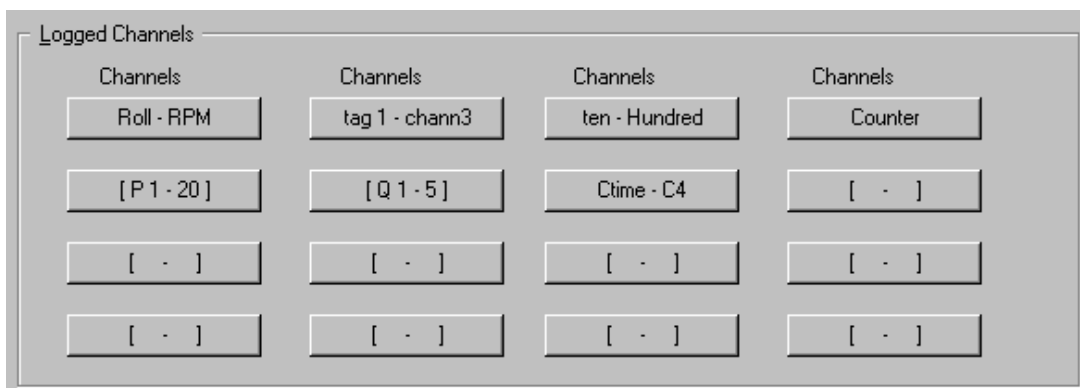 Logged Channels
Channels Channels Channels Channels
Roll - RPM tag 1 - chann3 ten - Hundred Counter
[ P 1 - 20 ] [ Q 1 - 5 ] Ctime - C4 [ - ]
[ - ] [ - ] [ - ] [ - ]
[ - ] [ - ] [ - ] [ - ]